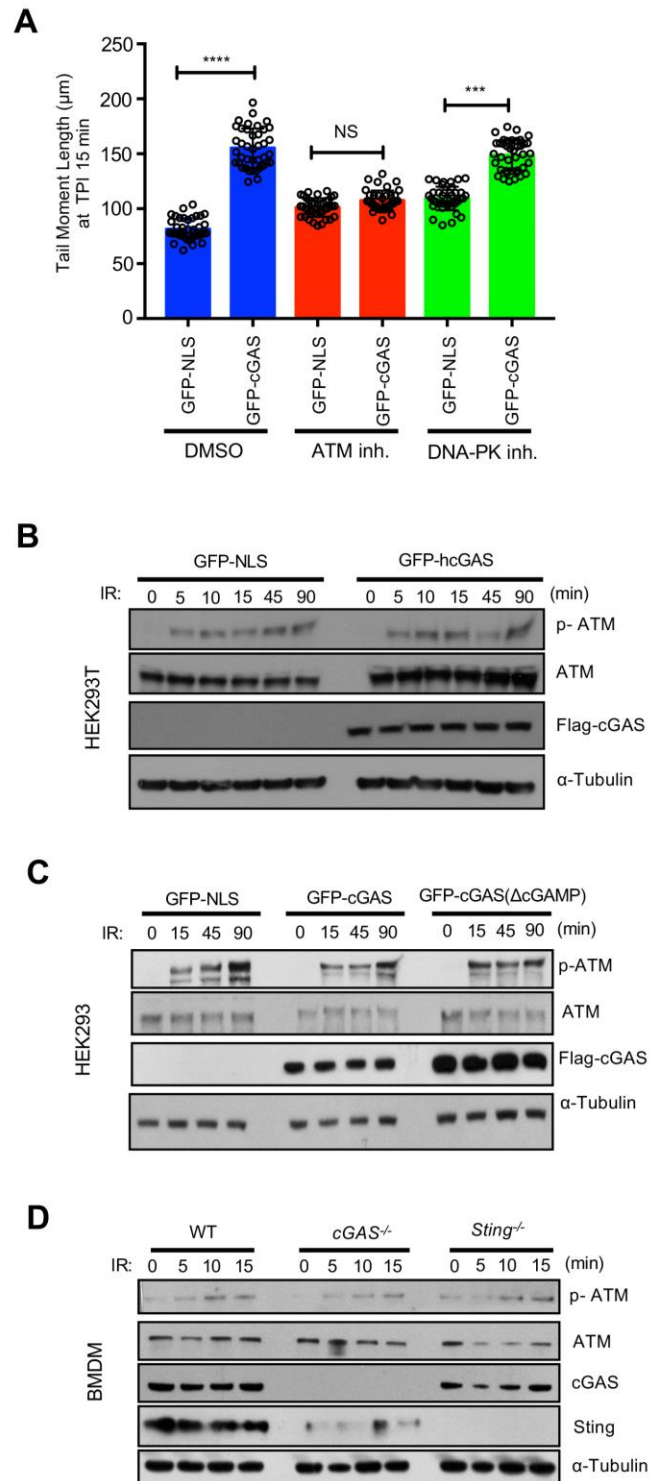 A
Tail Moment Length (µm)
at TPI 15 min
250
200
150
100
50
0
****
NS
***
GFP-NLS
GFP-cGAS
GFP-NLS
GFP-cGAS
GFP-NLS
GFP-cGAS
DMSO
ATM inh.
DNA-PK inh.
B
GFP-NLS
GFP-hcGAS
IR: 0 5 10 15 45 90 0 5 10 15 45 90 (min)
p- ATM
ATM
Flag-cGAS
α-Tubulin
HEK293T
C
GFP-NLS
GFP-cGAS
GFP-cGAS(ΔcGAMP)
IR: 0 15 45 90 0 15 45 90 0 15 45 90 (min)
p-ATM
ATM
Flag-cGAS
α-Tubulin
HEK293
D
WT
cGAS-/-
Sting-/-
IR: 0 5 10 15 0 5 10 15 0 5 10 15 (min)
p- ATM
ATM
cGAS
Sting
α-Tubulin
BMDM